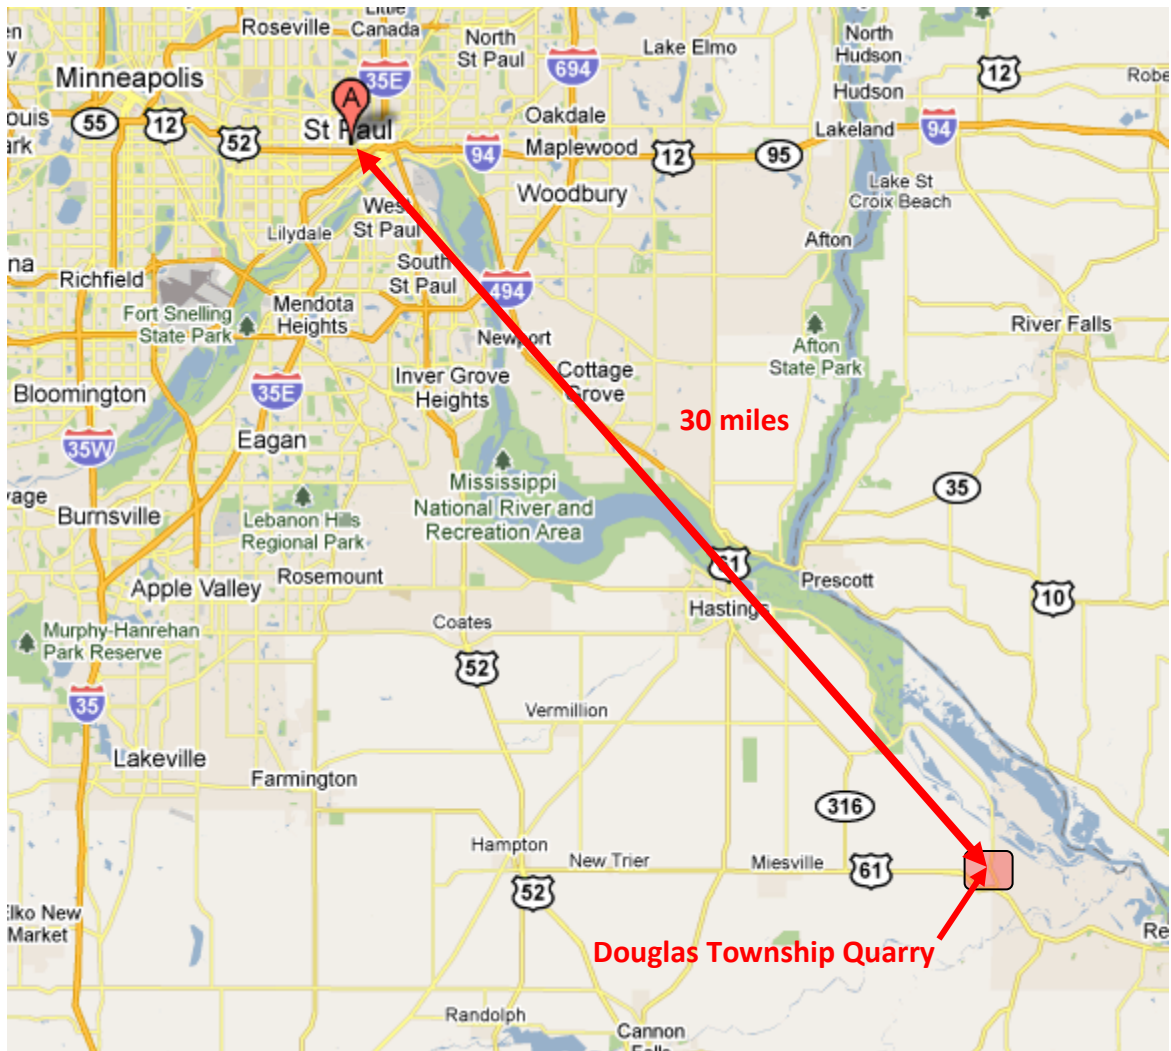 Roseville
Little
Canada
North
St Paul
Lake Elmo
North
Hudson
Hudson
12
Robe
Minneapolis
35E
694
55
12
52
A
St Paul
Oakdale
94
Maplewood
12
95
Lakeland
94
Woodbury
Lake St
Croix Beach
West
St Paul
Lilydale
Afton
na
Richfield
South
St Paul
494
Fort Snelling
State Park
Mendota
Heights
Newport
Afton
State Park
River Falls
Bloomington
35E
Inver Grove
Heights
Cottage
Grove
30 miles
35W
Eagan
Mississippi
National River and
Recreation Area
35
vage
Burnsville
Lebanon Hills
Regional Park
61
Apple Valley
Rosemount
Prescott
10
Hastings
Coates
Murphy-Hanrehan
Park Reserve
52
35
Vermillion
Lakeville
Farmington
316
Hampton
New Trier
Miesville
61
52
Elko New
Market
Douglas Township Quarry
Re
Randolph
Cannon